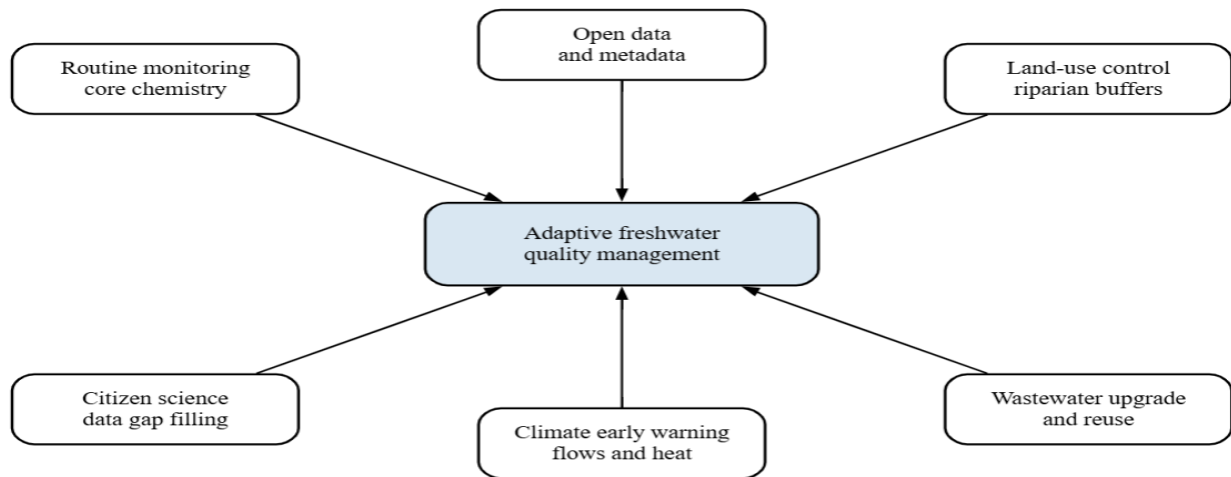 Open data
and metadata
Routine monitoring
core chemistry
Land-use control
riparian buffers
Adaptive freshwater
quality management
Citizen science
data gap filling
Climate early warning
flows and heat
Wastewater upgrade
and reuse